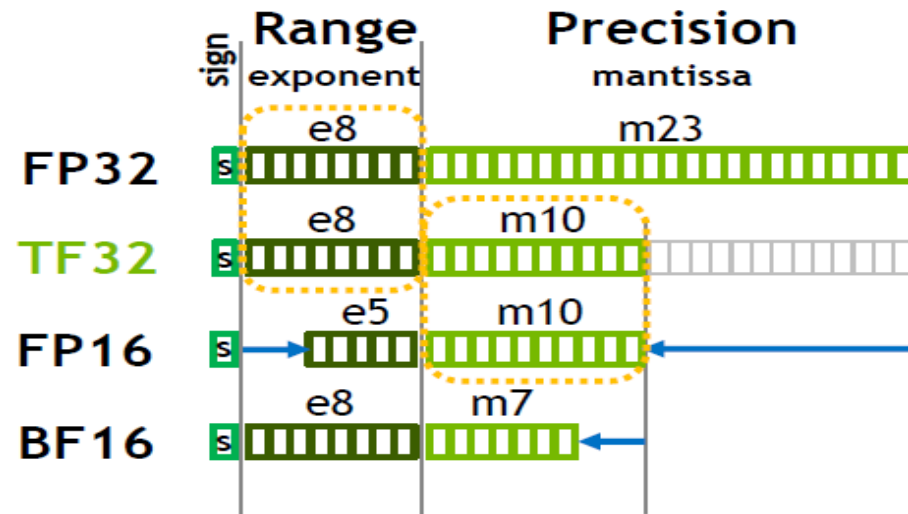 Range Precision
sign exponent mantissa
e8 m23
FP32 s
e8 m10
TF32 s
e5 m10
FP16 s
e8 m7
BF16 s